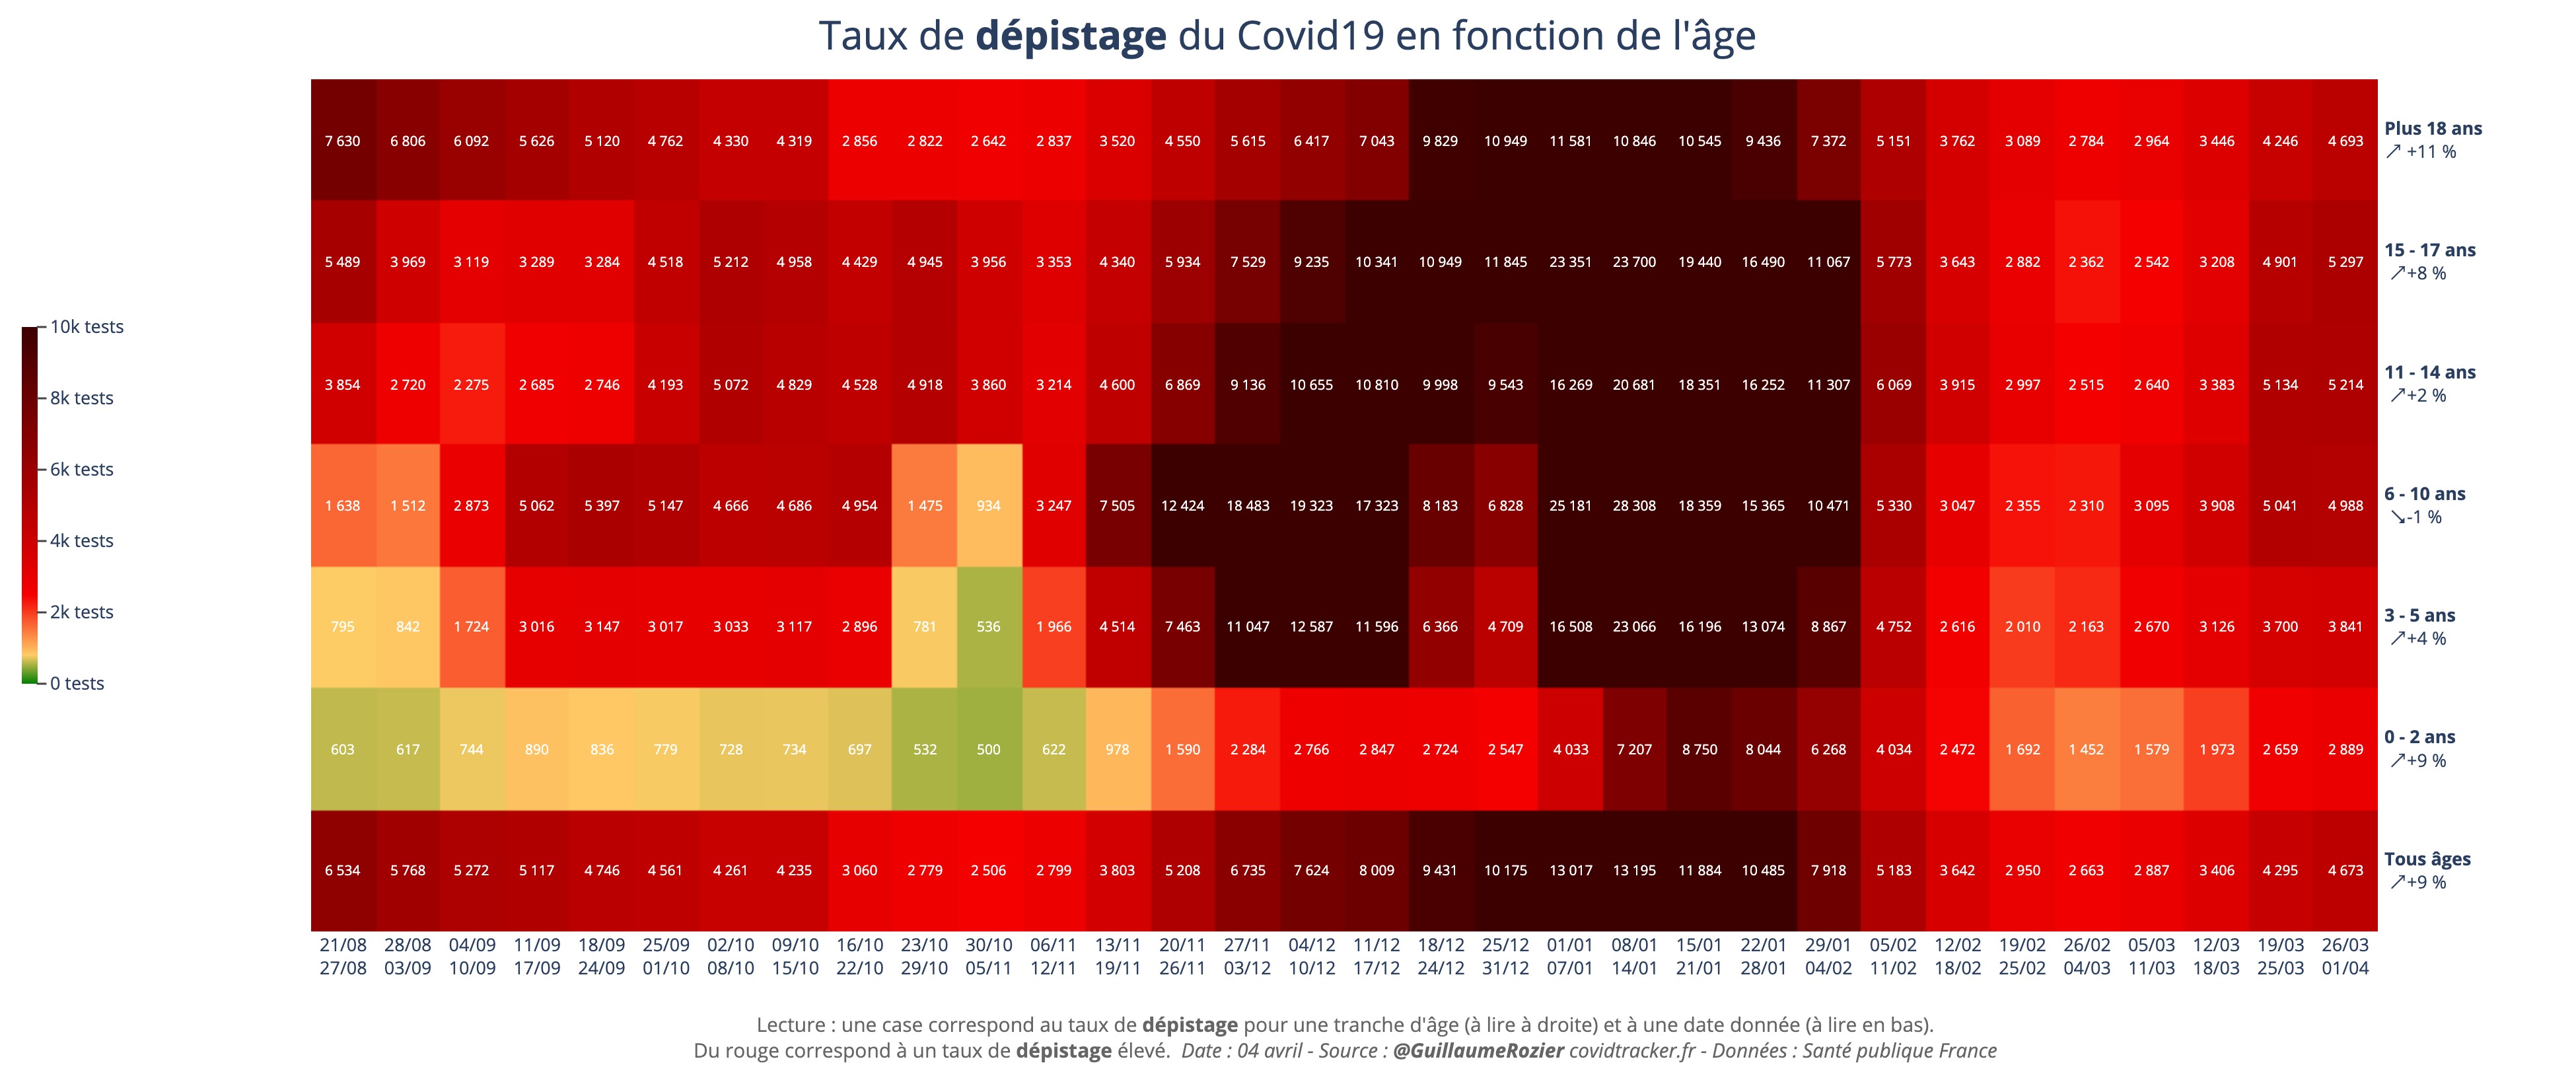 Taux de dépistage du Covid19 en fonction de l'âge
7 630 6 806 6 092 5 626 5 120 4 762 4 330 4 319 2 856 2 822 2 642 2 837 3 520 4 550 5 615 6 417 7 043 9 829 10 949 11 581 10 846 10 545 9 436 7 372 5 151 3 762 3 089 2 784 2 964 3 446 4 246 4 693
Plus 18 ans
↗ +11 %
5 489 3 969 3 119 3 289 3 284 4 518 5 212 4 958 4 429 4 945 3 956 3 353 4 340 5 934 7 529 9 235 10 341 10 949 11 845 23 351 23 700 19 440 16 490 11 067 5 773 3 643 2 882 2 362 2 542 3 208 4 901 5 297
15 - 17 ans
↗+8 %
3 854 2 720 2 275 2 685 2 746 4 193 5 072 4 829 4 528 4 918 3 860 3 214 4 600 6 869 9 136 10 655 10 810 9 998 9 543 16 269 20 681 18 351 16 252 11 307 6 069 3 915 2 997 2 515 2 640 3 383 5 134 5 214
11 - 14 ans
↗+2 %
1 638 1 512 2 873 5 062 5 397 5 147 4 666 4 686 4 954 1 475 934 3 247 7 505 12 424 18 483 19 323 17 323 8 183 6 828 25 181 28 308 18 359 15 365 10 471 5 330 3 047 2 355 2 310 3 095 3 908 5 041 4 988
6 - 10 ans
↘-1 %
795 842 1 724 3 016 3 147 3 017 3 033 3 117 2 896 781 536 1 966 4 514 7 463 11 047 12 587 11 596 6 366 4 709 16 508 23 066 16 196 13 074 8 867 4 752 2 616 2 010 2 163 2 670 3 126 3 700 3 841
3 - 5 ans
↗+4 %
603 617 744 890 836 779 728 734 697 532 500 622 978 1 590 2 284 2 766 2 847 2 724 2 547 4 033 7 207 8 750 8 044 6 268 4 034 2 472 1 692 1 452 1 579 1 973 2 659 2 889
0 - 2 ans
↗+9 %
6 534 5 768 5 272 5 117 4 746 4 561 4 261 4 235 3 060 2 779 2 506 2 799 3 803 5 208 6 735 7 624 8 009 9 431 10 175 13 017 13 195 11 884 10 485 7 918 5 183 3 642 2 950 2 663 2 887 3 406 4 295 4 673
Tous âges
↗+9 %
10k tests
8k tests
6k tests
4k tests
2k tests
0 tests
21/08 28/08 04/09 11/09 18/09 25/09 02/10 09/10 16/10 23/10 30/10 06/11 13/11 20/11 27/11 04/12 11/12 18/12 25/12 01/01 08/01 15/01 22/01 29/01 05/02 12/02 19/02 26/02 05/03 12/03 19/03 26/03
27/08 03/09 10/09 17/09 24/09 01/10 08/10 15/10 22/10 29/10 05/11 12/11 19/11 26/11 03/12 10/12 17/12 24/12 31/12 07/01 14/01 21/01 28/01 04/02 11/02 18/02 25/02 04/03 11/03 18/03 25/03 01/04
Lecture : une case correspond au taux de dépistage pour une tranche d'âge (à lire à droite) et à une date donnée (à lire en bas).
Du rouge correspond à un taux de dépistage élevé. Date : 04 avril - Source : @GuillaumeRozier covidtracker.fr - Données : Santé publique France